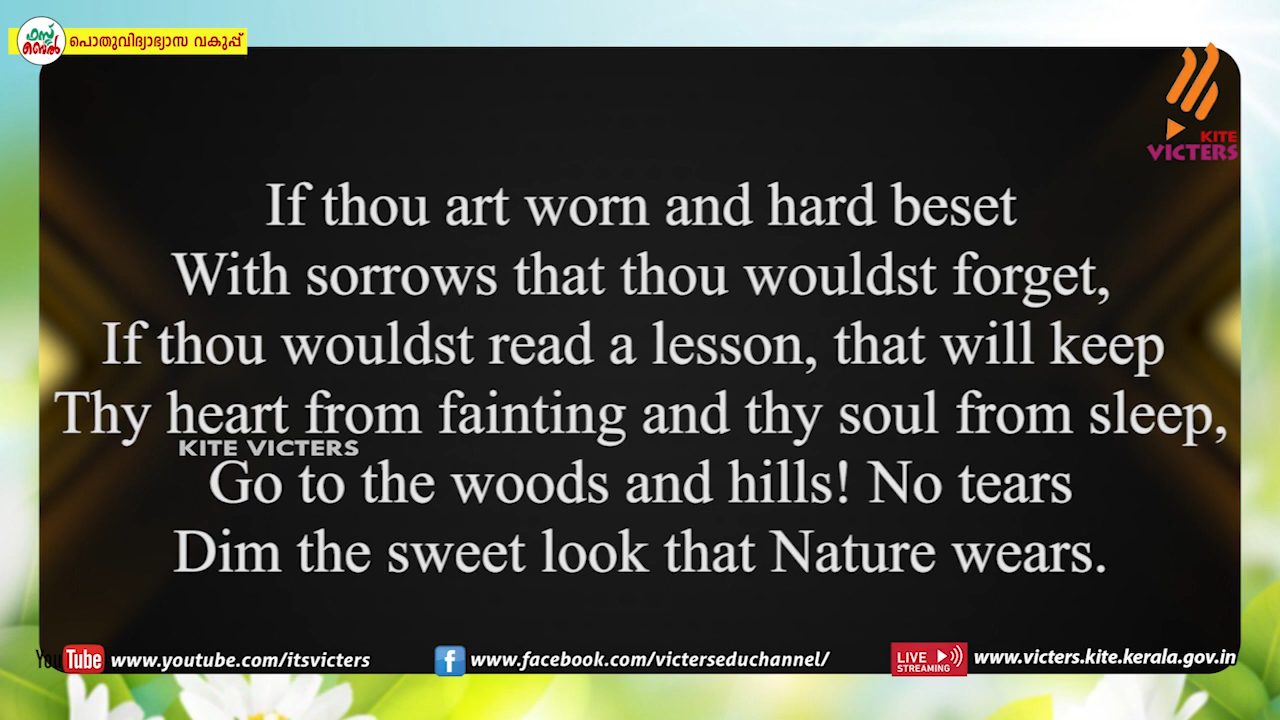 ഫസ്റ്റ്
ബെൽ
പൊതുവിദ്യാഭ്യാസ വകുപ്പ്
KITE
VICTERS
If thou art worn and hard beset
With sorrows that thou wouldst forget,
If thou wouldst read a lesson, that will keep
Thy heart from fainting and thy soul from sleep,
KITE VICTERS
Go to the woods and hills! No tears
Dim the sweet look that Nature wears.
YouTube www.youtube.com/itsvicters
f www.facebook.com/victerseduchannel/
LIVE STREAMING www.victers.kite.kerala.gov.in